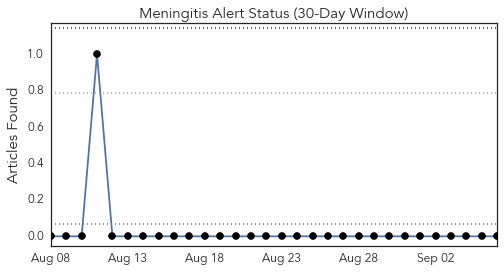 Meningitis Alert Status (30-Day Window)
Articles Found
1.0
0.8
0.6
0.4
0.2
0.0
Aug 08 Aug 13 Aug 18 Aug 23 Aug 28 Sep 02